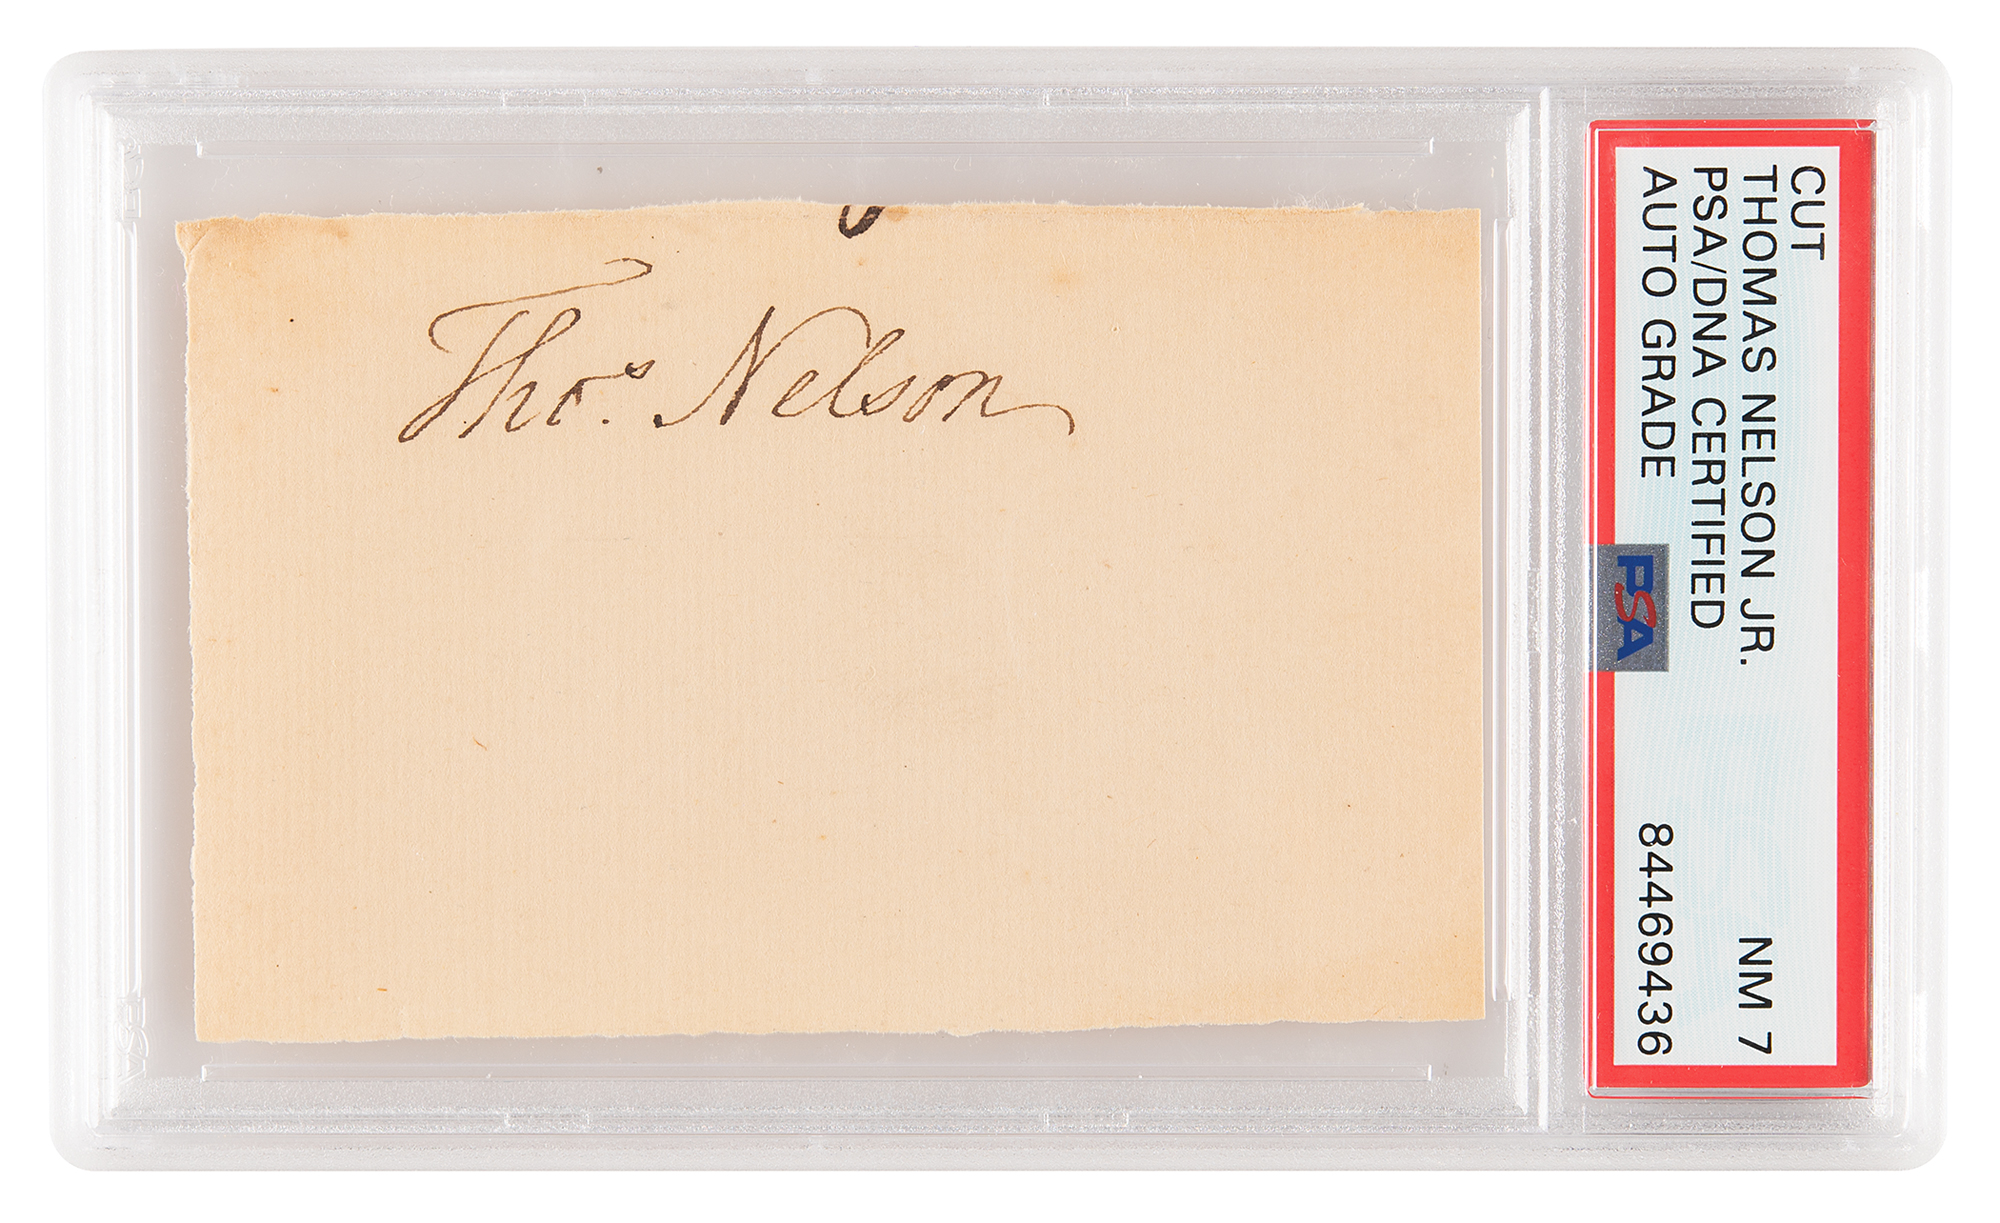 Thos. Nelson
CUT
THOMAS NELSON JR. NM 7
PSA/DNA CERTIFIED
AUTO GRADE 84469436
PSA